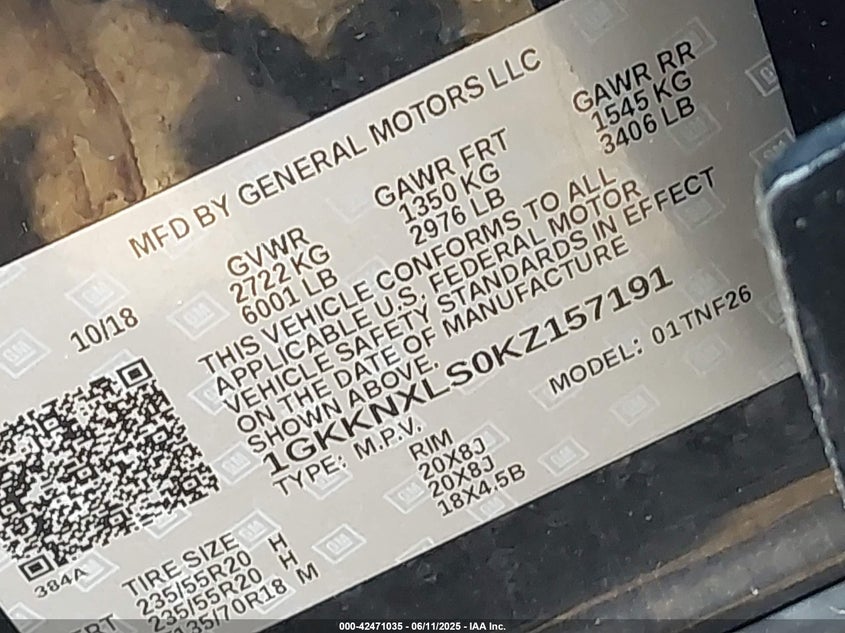 MFD BY GENERAL MOTORS LLC
10/18
GVWR
2722 KG
6001 LB
GAWR FRT
1350 KG
2976 LB
GAWR RR
1545 KG
3406 LB
THIS VEHICLE CONFORMS TO ALL
APPLICABLE U.S. FEDERAL MOTOR
VEHICLE SAFETY STANDARDS IN EFFECT
ON THE DATE OF MANUFACTURE
SHOWN ABOVE.
1GKKNXLS0KZ157191
TYPE: M.P.V.
MODEL: 01TNF26
384A
TIRE SIZE
RIM
235/55R20 H
20X8J
235/55R20 H
20X8J
135/70R18 M
18X4.5B
000-42471035 - 06/11/2025 - IAA Inc.